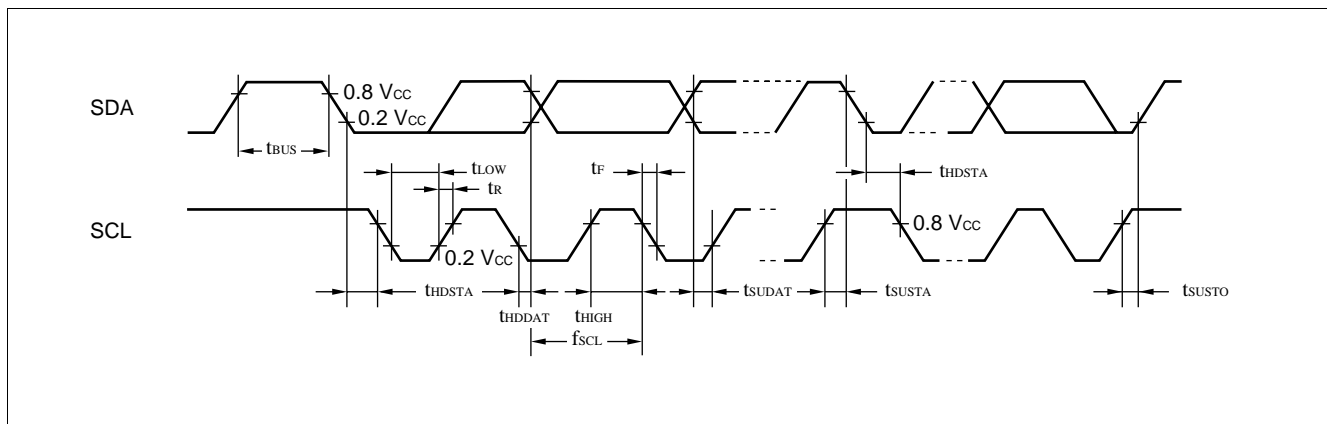 SDA
0.8 VCC
0.2 VCC
tBUS
tLOW
tR
tF
tHDSTA
SCL
0.8 VCC
0.2 VCC
tHDSTA
tHDDAT
tHIGH
fSCL
tSUDAT
tSUSTA
tSUSTO